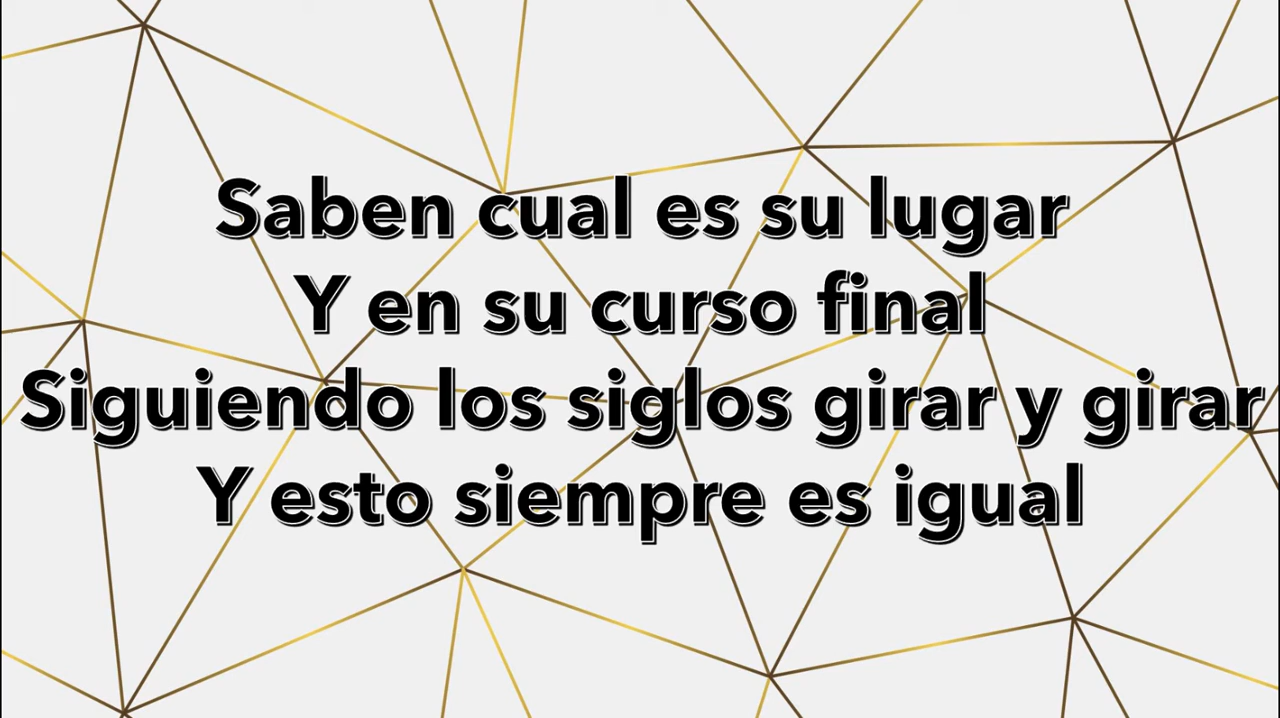 Saben cual es su lugar
Y en su curso final
Siguiendo los siglos girar y girar
Y esto siempre es igual